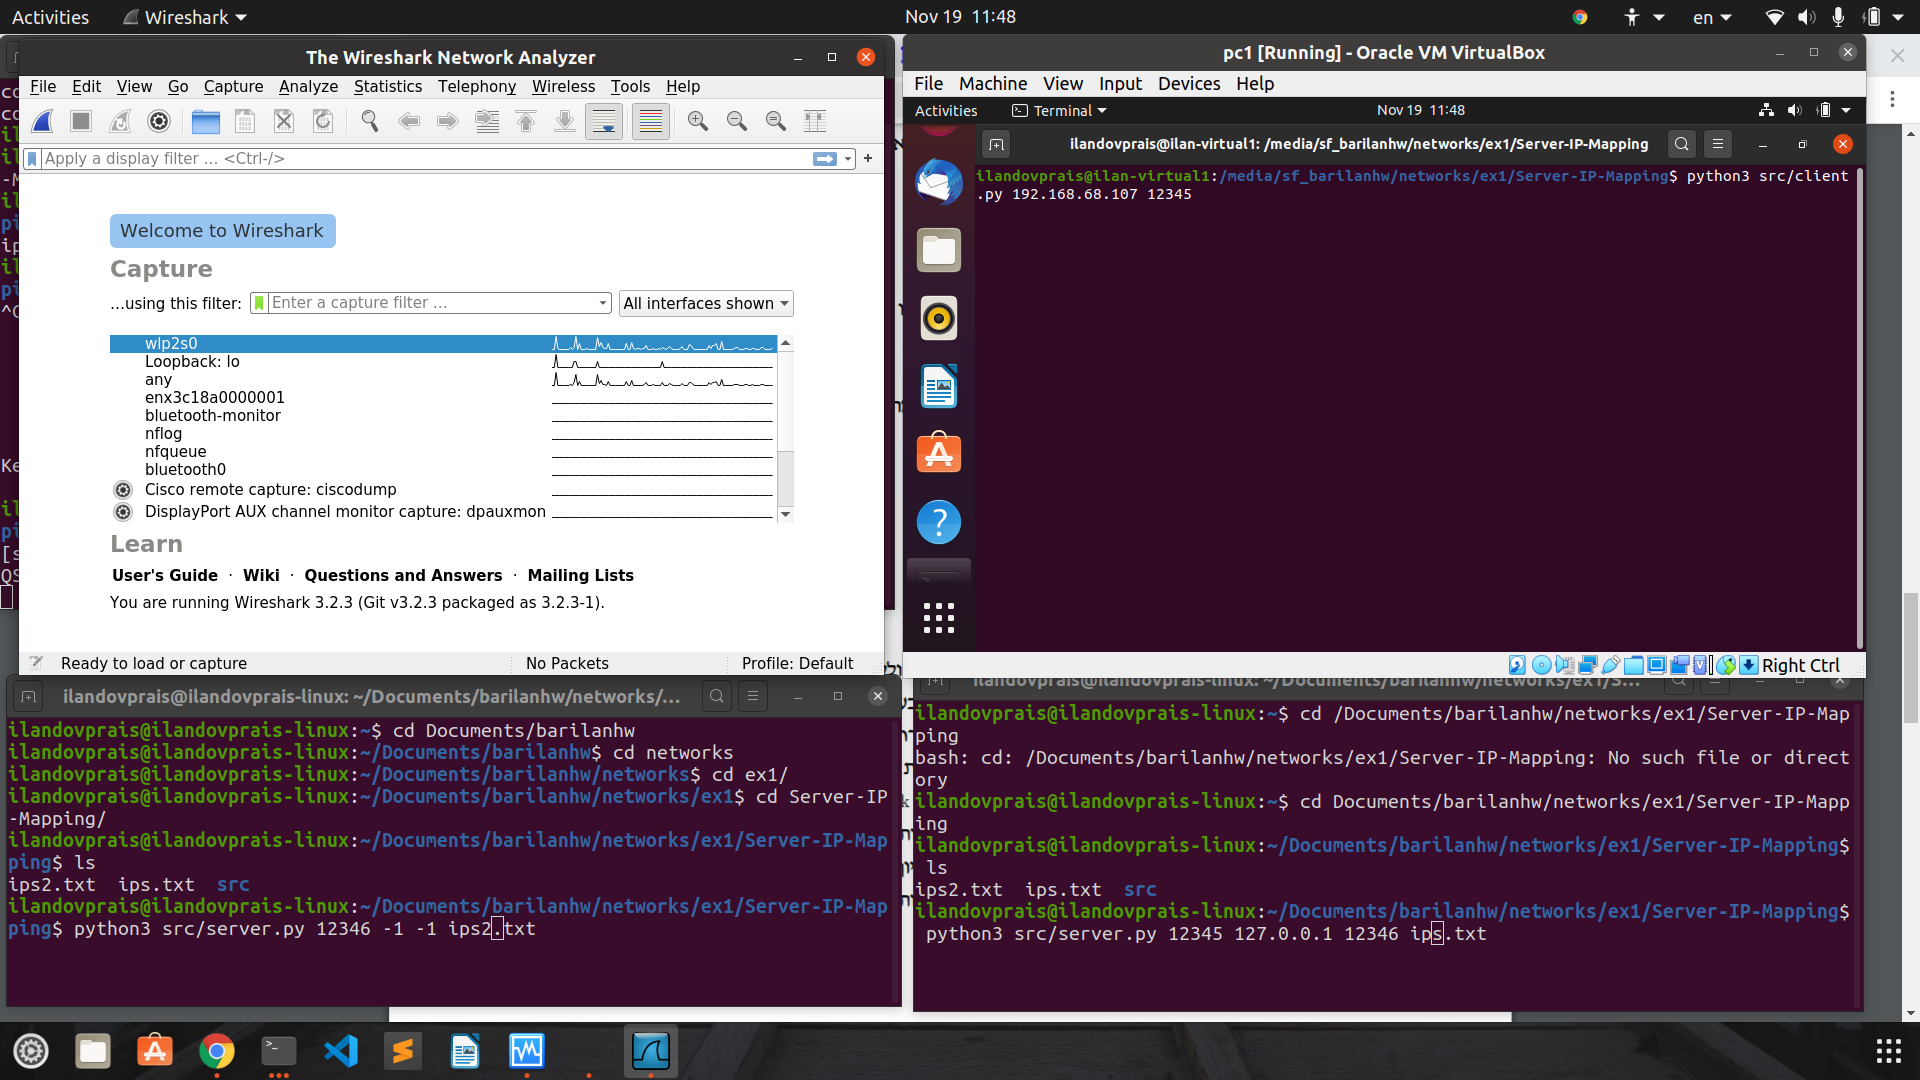 Activities
Wireshark
Nov 19 11:48
en
The Wireshark Network Analyzer
File Edit View Go Capture Analyze Statistics Telephony Wireless Tools Help
Apply a display filter … <Ctrl-/>
+
Welcome to Wireshark
Capture
…using this filter:
Enter a capture filter …
All interfaces shown
wlp2s0
Loopback: lo
any
enx3c18a0000001
bluetooth-monitor
nflog
nfqueue
bluetooth0
Cisco remote capture: ciscodump
DisplayPort AUX channel monitor capture: dpauxmon
Learn
User's Guide · Wiki · Questions and Answers · Mailing Lists
You are running Wireshark 3.2.3 (Git v3.2.3 packaged as 3.2.3-1).
Ready to load or capture
No Packets
Profile: Default
pc1 [Running] - Oracle VM VirtualBox
File Machine View Input Devices Help
Activities
Terminal
Nov 19 11:48
ilandovprais@ilan-virtual1: /media/sf_barilanhw/networks/ex1/Server-IP-Mapping
ilandovprais@ilan-virtual1:/media/sf_barilanhw/networks/ex1/Server-IP-Mapping$ python3 src/client
.py 192.168.68.107 12345
Right Ctrl
ilandovprais@ilandovprais-linux: ~/Documents/barilanhw/networks/…
ilandovprais@ilandovprais-linux:~$ cd Documents/barilanhw
ilandovprais@ilandovprais-linux:~/Documents/barilanhw$ cd networks
ilandovprais@ilandovprais-linux:~/Documents/barilanhw/networks$ cd ex1/
ilandovprais@ilandovprais-linux:~/Documents/barilanhw/networks/ex1$ cd Server-IP
-Mapping/
ilandovprais@ilandovprais-linux:~/Documents/barilanhw/networks/ex1/Server-IP-Map
ping$ ls
ips2.txt ips.txt src
ilandovprais@ilandovprais-linux:~/Documents/barilanhw/networks/ex1/Server-IP-Map
ping$ python3 src/server.py 12346 -1 -1 ips2.txt
ilandovprais@ilandovprais-linux: ~/Documents/barilanhw/networks/ex1/S…
ilandovprais@ilandovprais-linux:~$ cd /Documents/barilanhw/networks/ex1/Server-IP-Map
ping
bash: cd: /Documents/barilanhw/networks/ex1/Server-IP-Mapping: No such file or direct
ory
ilandovprais@ilandovprais-linux:~$ cd Documents/barilanhw/networks/ex1/Server-IP-Mapp
ing
ilandovprais@ilandovprais-linux:~/Documents/barilanhw/networks/ex1/Server-IP-Mapping$
ls
ips2.txt ips.txt src
ilandovprais@ilandovprais-linux:~/Documents/barilanhw/networks/ex1/Server-IP-Mapping$
python3 src/server.py 12345 127.0.0.1 12346 ips.txt